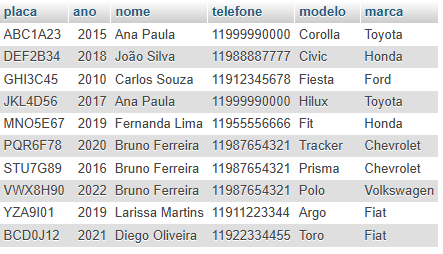 placa ano nome telefone modelo marca
ABC1A23 2015 Ana Paula 11999990000 Corolla Toyota
DEF2B34 2018 João Silva 11988887777 Civic Honda
GHI3C45 2010 Carlos Souza 11912345678 Fiesta Ford
JKL4D56 2017 Ana Paula 11999990000 Hilux Toyota
MNO5E67 2019 Fernanda Lima 11955556666 Fit Honda
PQR6F78 2020 Bruno Ferreira 11987654321 Tracker Chevrolet
STU7G89 2016 Bruno Ferreira 11987654321 Prisma Chevrolet
VWX8H90 2022 Bruno Ferreira 11987654321 Polo Volkswagen
YZA9I01 2019 Larissa Martins 11911223344 Argo Fiat
BCD0J12 2021 Diego Oliveira 11922334455 Toro Fiat